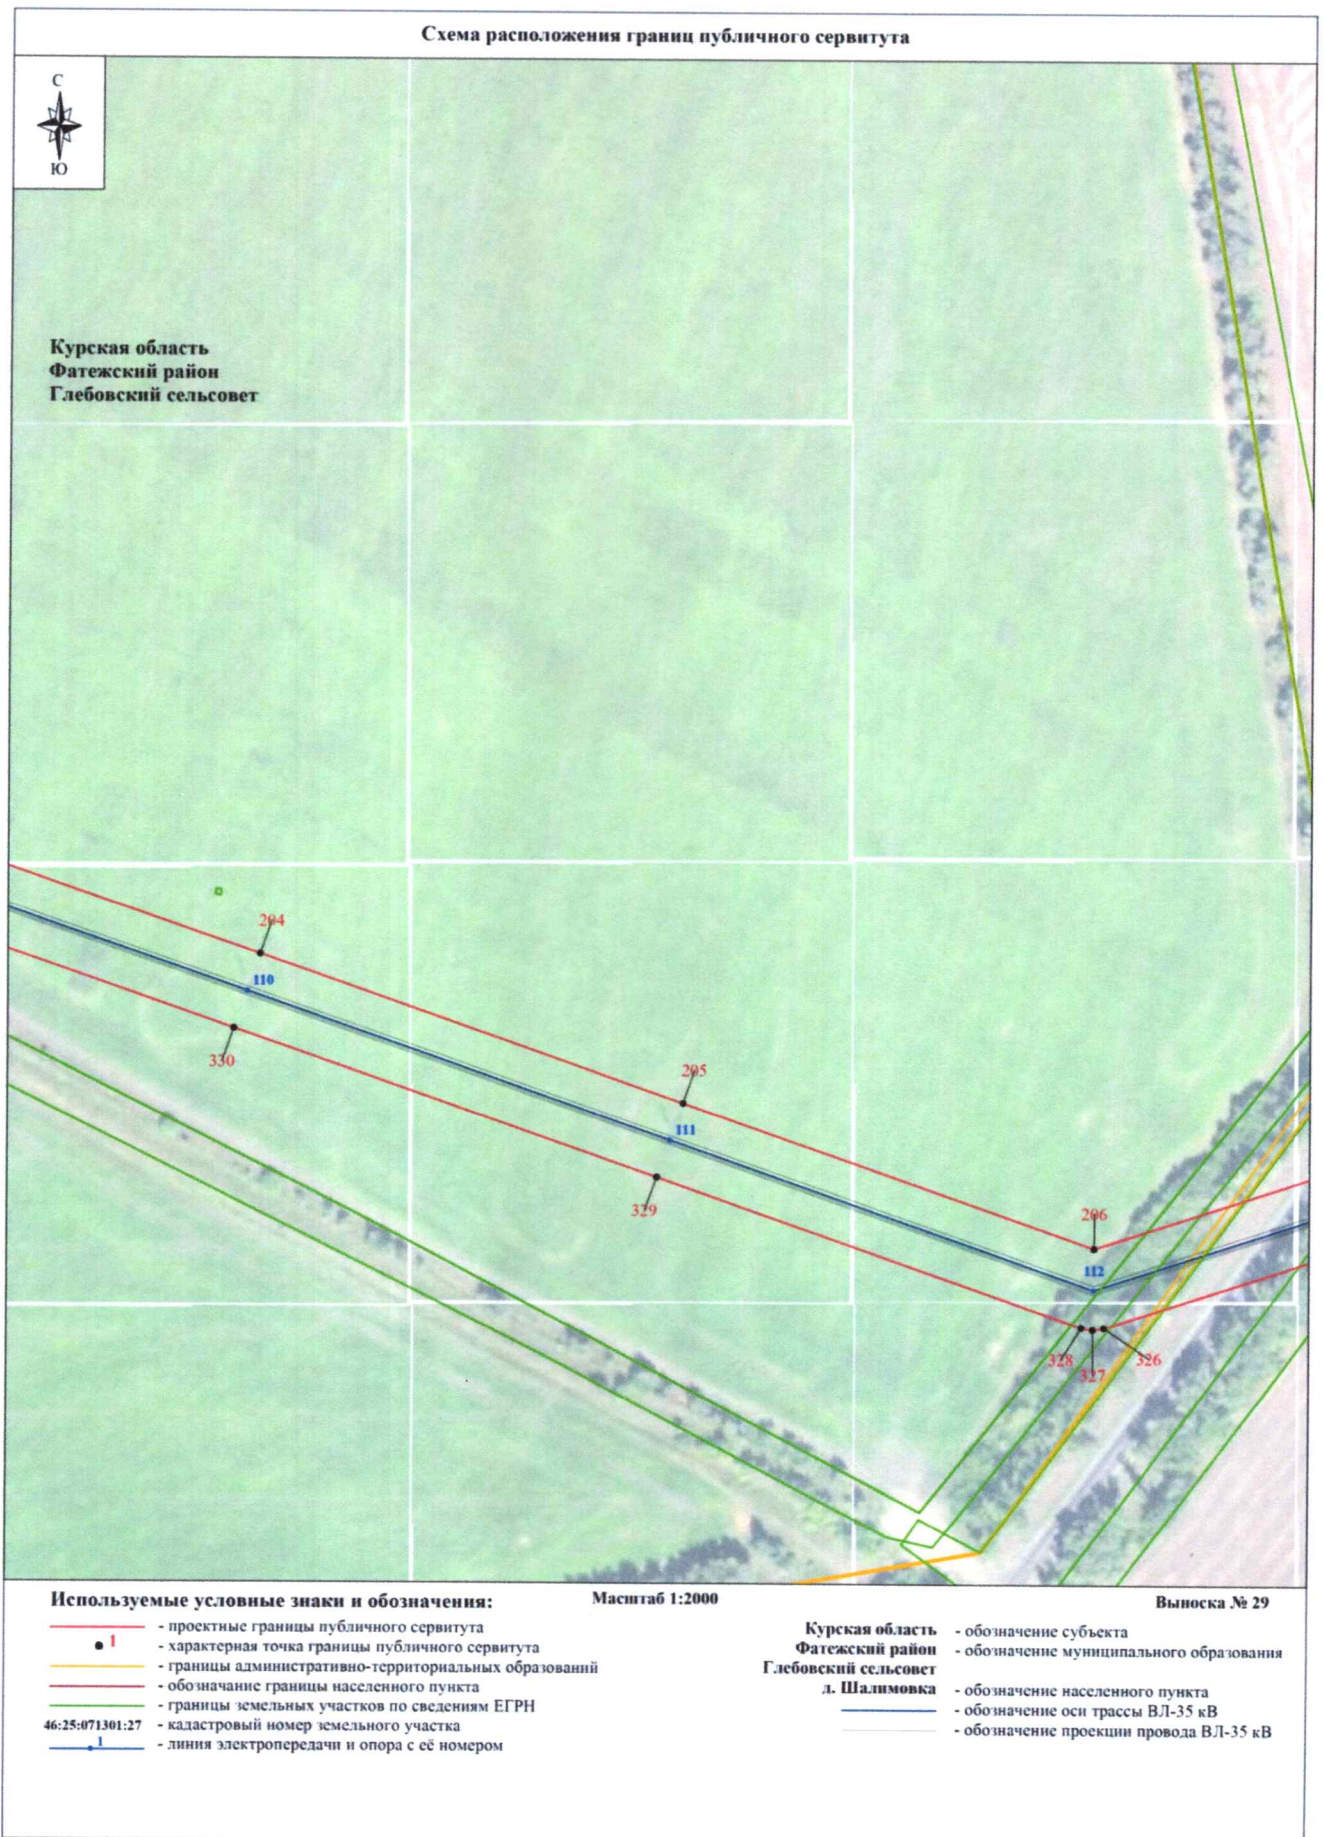 Схема расположения границ публичного сервитута
С
Ю
Курская область
Фатежский район
Глебовский сельсовет
204
110
330
205
111
329
206
112
328
327
326
Используемые условные знаки и обозначения:
Масштаб 1:2000
Выноска № 29
- проектные границы публичного сервитута
1 - характерная точка границы публичного сервитута
- границы административно-территориальных образований
- обозначание границы населенного пункта
- границы земельных участков по сведениям ЕГРН
46:25:071301:27 - кадастровый номер земельного участка
1 - линия электропередачи и опора с её номером
Курская область - обозначение субъекта
Фатежский район - обозначение муниципального образования
Глебовский сельсовет
д. Шалимовка - обозначение населенного пункта
- обозначение оси трассы ВЛ-35 кВ
- обозначение проекции провода ВЛ-35 кВ